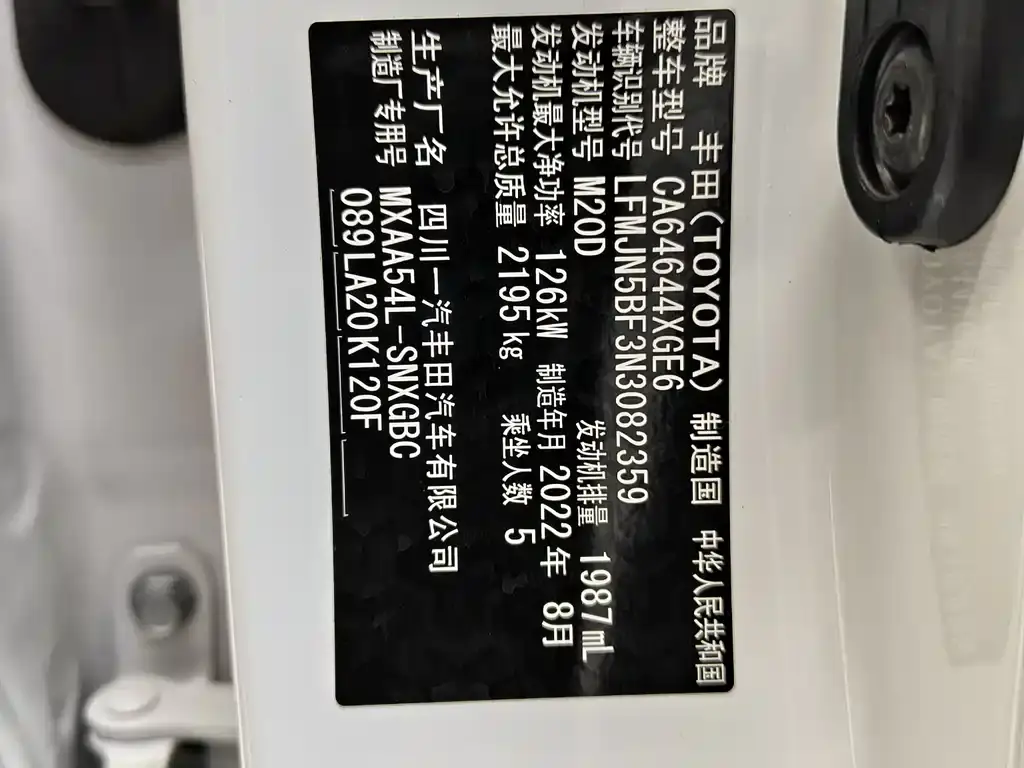 品牌 丰田(TOYOTA) 制造国 中华人民共和国
整车型号 CA64644XGE6
车辆识别代号 LFMJN5BF3N3082359
发动机型号 M20D 发动机排量 1987mL
发动机最大净功率 126kW 制造年月 2022年 8月
最大允许总质量 2195kg 乘坐人数 5
生产厂名 四川一汽丰田汽车有限公司
制造厂专用号 MXAA54L-SNXGBC
089LA20K120F